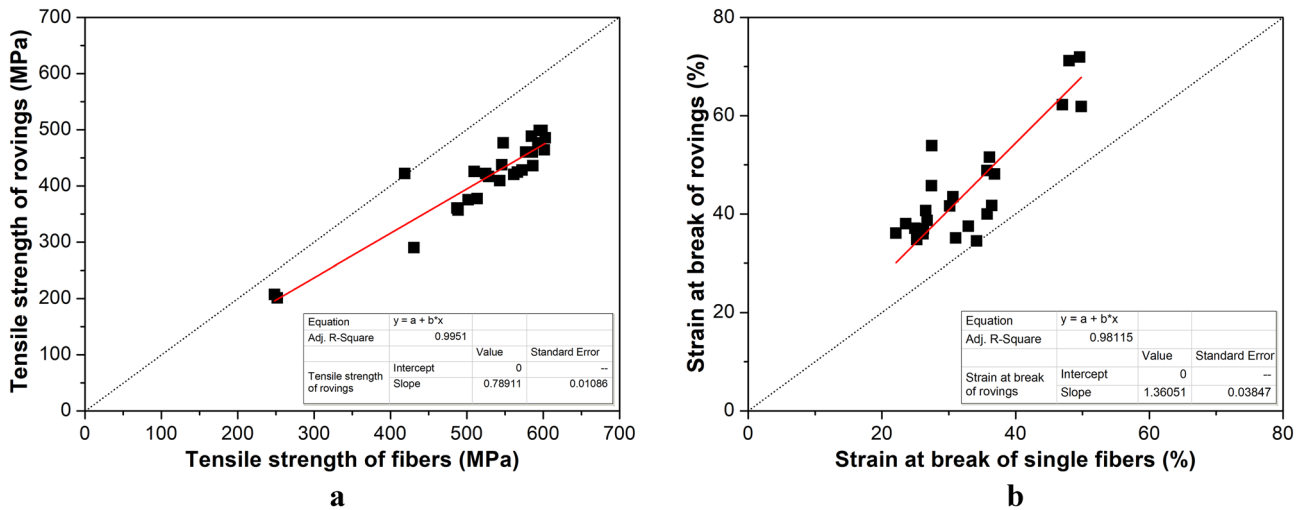 Tensile strength of rovings (MPa)
700
600
500
400
300
200
100
0
Equation y = a + b*x
Adj. R-Square 0.9951
Value Standard Error
Tensile strength
of rovings
Intercept 0 --
Slope 0.78911 0.01086
0 100 200 300 400 500 600 700
Tensile strength of fibers (MPa)
a
Strain at break of rovings (%)
80
60
40
20
0
Equation y = a + b*x
Adj. R-Square 0.98115
Value Standard Error
Strain at break
of rovings
Intercept 0 --
Slope 1.36051 0.03847
0 20 40 60 80
Strain at break of single fibers (%)
b